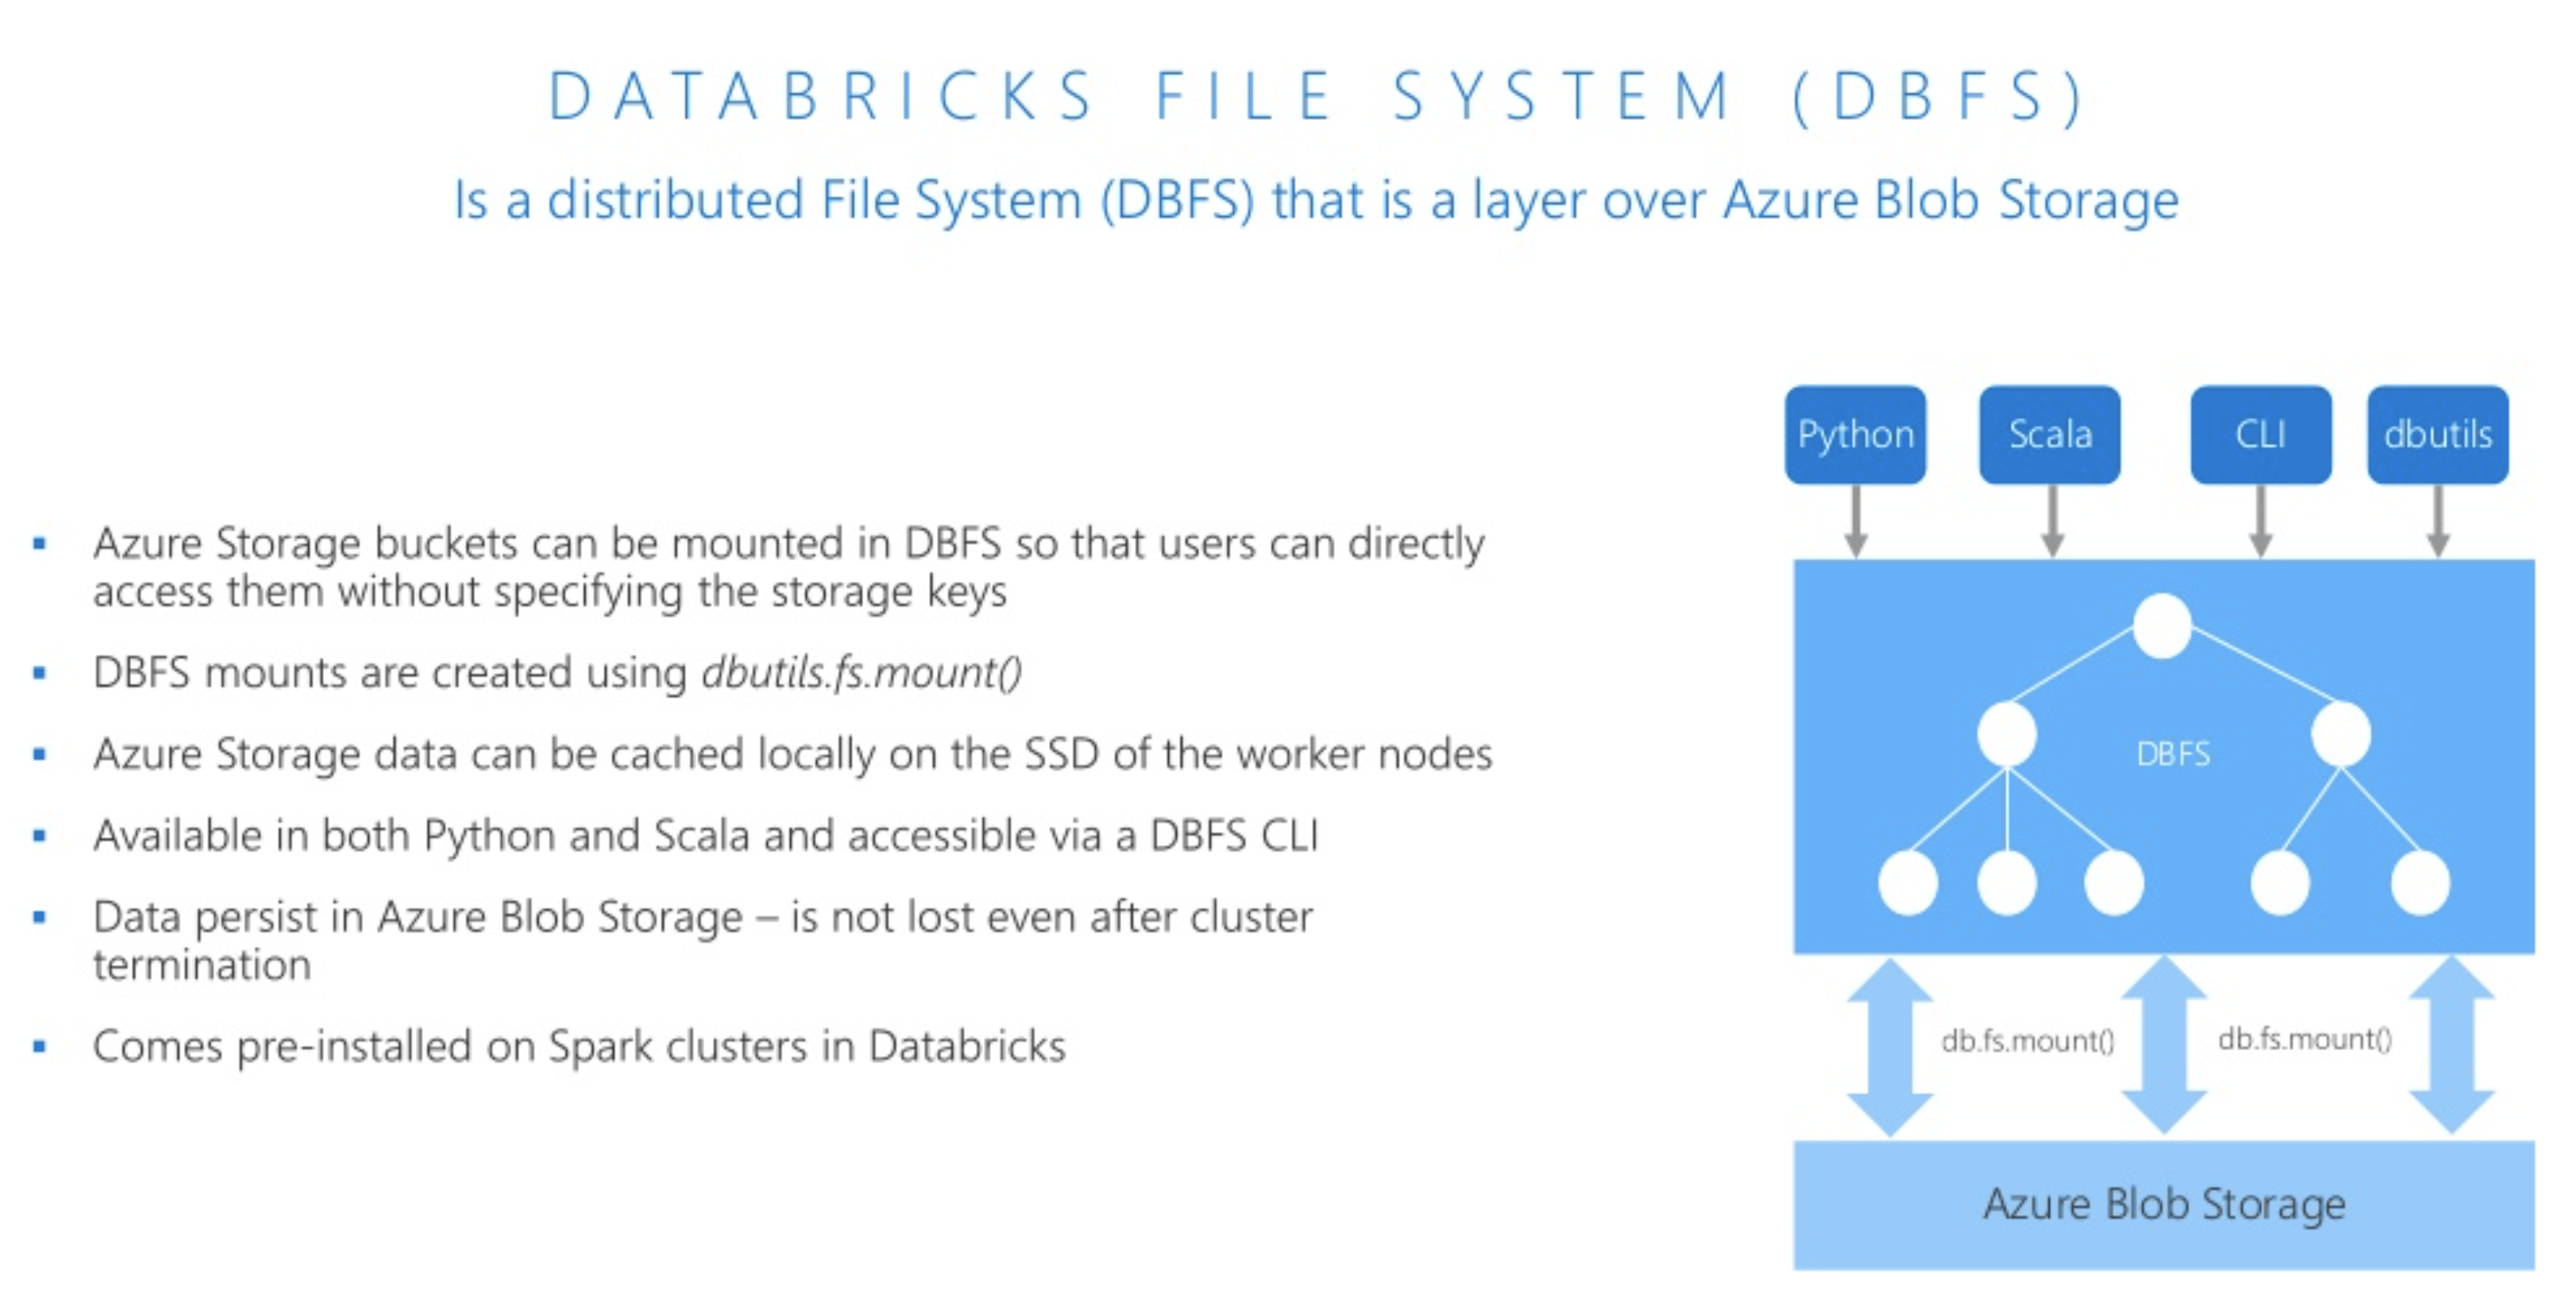 DATABRICKS FILE SYSTEM (DBFS)
Is a distributed File System (DBFS) that is a layer over Azure Blob Storage
▪ Azure Storage buckets can be mounted in DBFS so that users can directly
access them without specifying the storage keys
▪ DBFS mounts are created using dbutils.fs.mount()
▪ Azure Storage data can be cached locally on the SSD of the worker nodes
▪ Available in both Python and Scala and accessible via a DBFS CLI
▪ Data persist in Azure Blob Storage – is not lost even after cluster
termination
▪ Comes pre-installed on Spark clusters in Databricks
Python
Scala
CLI
dbutils
DBFS
db.fs.mount()
db.fs.mount()
Azure Blob Storage